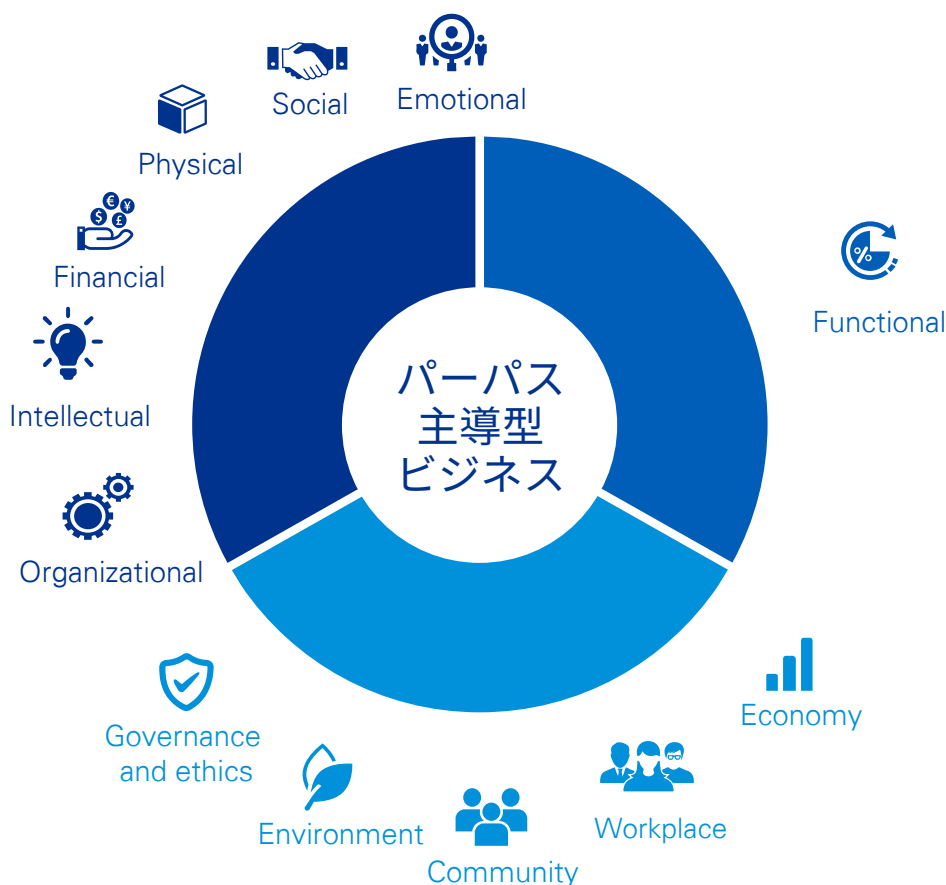 Emotional
Social
Physical
Financial
Intellectual
Organizational
Functional
パーパス
主導型
ビジネス
Governance
and ethics
Environment
Community
Workplace
Economy
€
¥
$
£
%